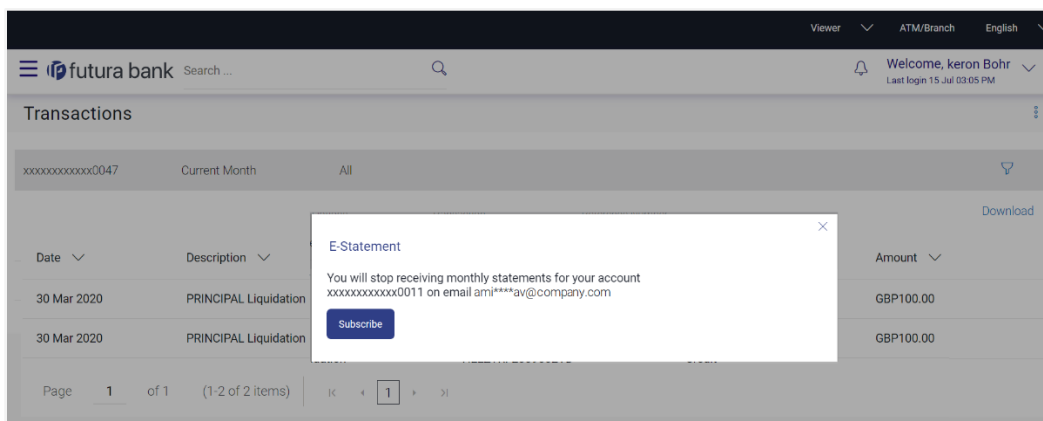 Viewer ATM/Branch English
futura bank Search ... Welcome, keron Bohr
Last login 15 Jul 03:05 PM
Transactions
xxxxxxxxxxxx0047 Current Month All
Download
E-Statement
You will stop receiving monthly statements for your account
xxxxxxxxxxxx0011 on email ami****av@company.com
Subscribe
Date Description Amount
30 Mar 2020 PRINCIPAL Liquidation GBP100.00
30 Mar 2020 PRINCIPAL Liquidation GBP100.00
Page 1 of 1 (1-2 of 2 items) 1